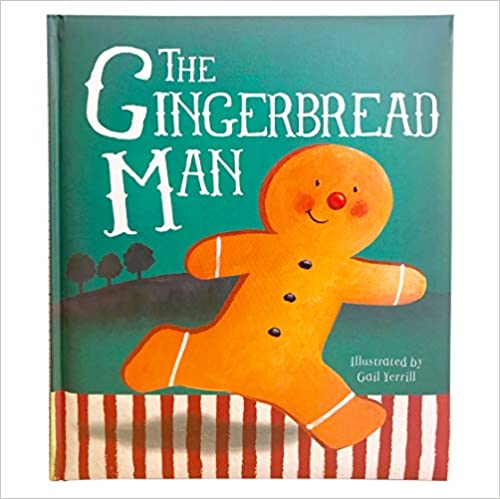 THE
GINGERBREAD
MAN
Illustrated by
Gail Yerrill